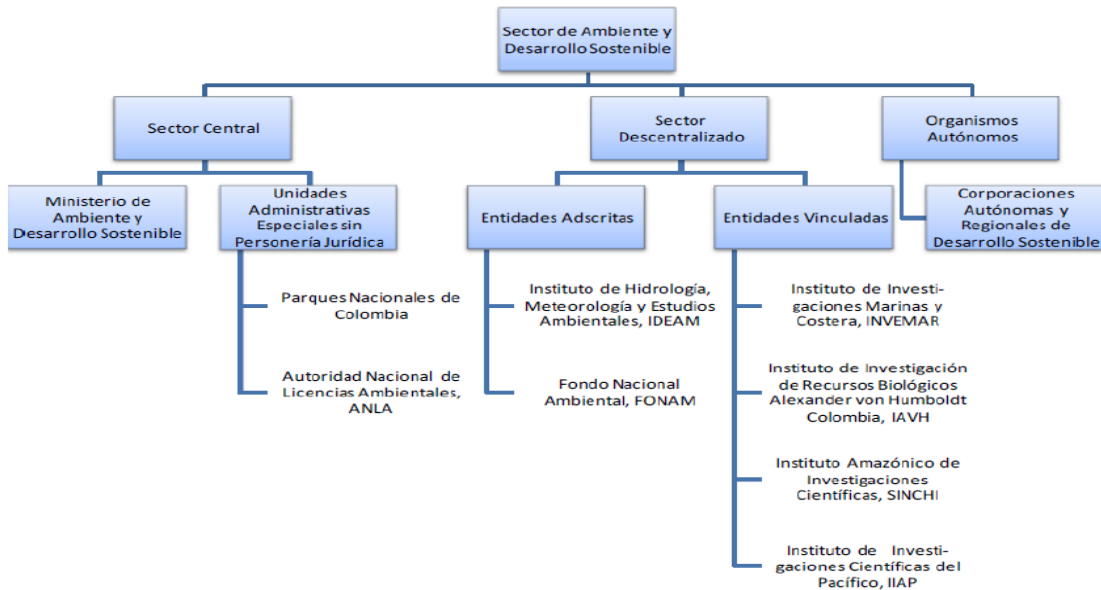 Sector de Ambiente y
Desarrollo Sostenible
Sector Central
Sector
Descentralizado
Organismos
Autónomos
Ministerio de
Ambiente y
Desarrollo Sostenible
Unidades
Administrativas
Especiales sin
Personería Jurídica
Entidades Adscritas
Entidades Vinculadas
Corporaciones
Autónomas y
Regionales de
Desarrollo Sostenible
Parques Nacionales de
Colombia
Autoridad Nacional de
Licencias Ambientales,
ANLA
Instituto de Hidrología,
Meteorología y Estudios
Ambientales, IDEAM
Fondo Nacional
Ambiental, FONAM
Instituto de Investi-
gaciones Marinas y
Costera, INVEMAR
Instituto de Investigación
de Recursos Biológicos
Alexander von Humboldt
Colombia, IAVH
Instituto Amazónico de
Investigaciones
Científicas, SINCHI
Instituto de Investi-
gaciones Científicas del
Pacífico, IIAP